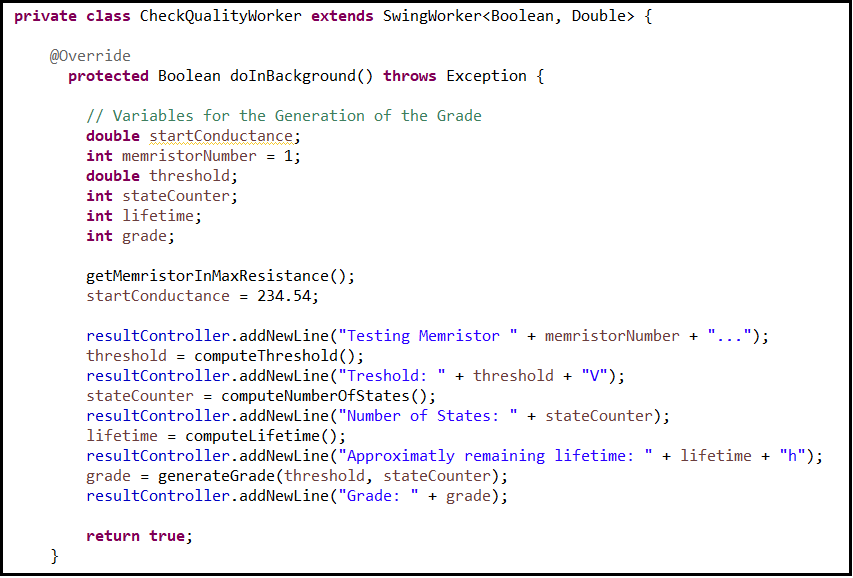 private class CheckQualityWorker extends SwingWorker<Boolean, Double> {
@Override
protected Boolean doInBackground() throws Exception {
// Variables for the Generation of the Grade
double startConductance;
int memristorNumber = 1;
double threshold;
int stateCounter;
int lifetime;
int grade;
getMemristorInMaxResistance();
startConductance = 234.54;
resultController.addNewLine("Testing Memristor " + memristorNumber + "...");
threshold = computeThreshold();
resultController.addNewLine("Treshold: " + threshold + "V");
stateCounter = computeNumberOfStates();
resultController.addNewLine("Number of States: " + stateCounter);
lifetime = computeLifetime();
resultController.addNewLine("Approximatly remaining lifetime: " + lifetime + "h");
grade = generateGrade(threshold, stateCounter);
resultController.addNewLine("Grade: " + grade);
return true;
}